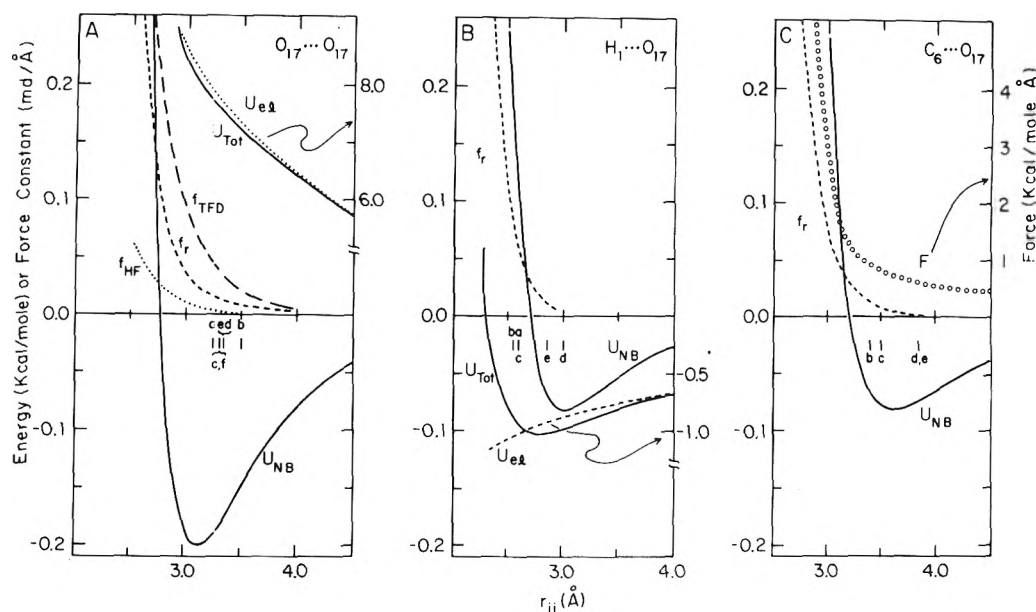 Energy (Kcal/mole) or Force Constant (md/Å)
A
O17···O17
0.2
0.1
0.0
-0.1
-0.2
8.0
6.0
Uel
UTot
fTFD
fr
fHF
c ed b
c,f
UNB
3.0
4.0
B
H1···O17
0.2
0.1
0.0
-0.1
-0.2
fr
ba
c
e
d
UTot
UNB
Uel
-0.5
-1.0
3.0
4.0
rij(Å)
C
C6···O17
0.2
0.1
0.0
-0.1
-0.2
fr
F
b
c
d,e
UNB
4
3
2
1
3.0
4.0
Force (Kcal/mole Å)